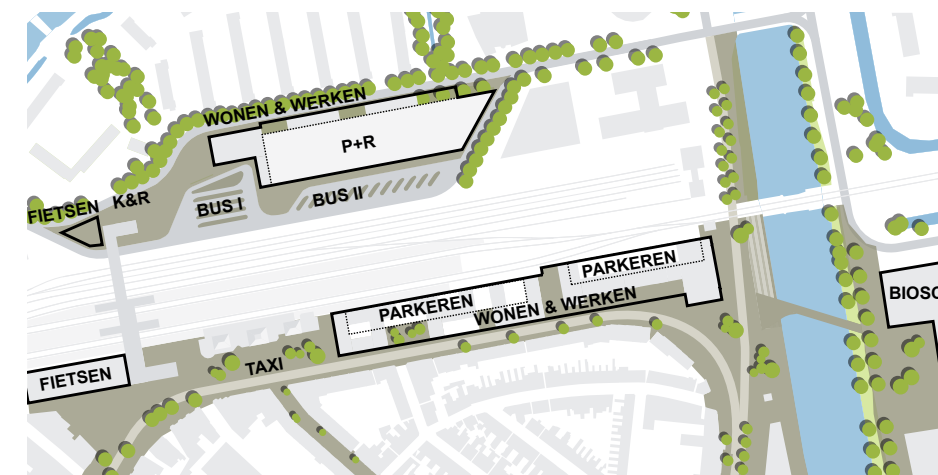 WONEN & WERKEN
P+R
FIETSEN
K&R
BUS I
BUS II
PARKEREN
BIOSC
PARKEREN
WONEN & WERKEN
TAXI
FIETSEN